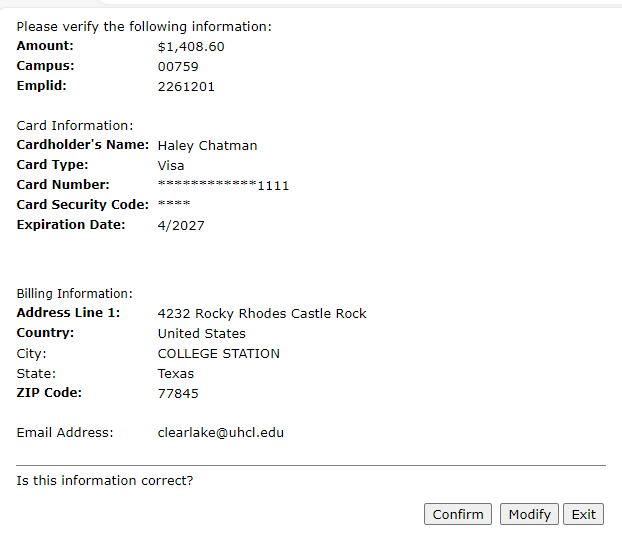 Please verify the following information:
Amount: $1,408.60
Campus: 00759
Emplid: 2261201
Card Information:
Cardholder's Name: Haley Chatman
Card Type: Visa
Card Number: ************1111
Card Security Code: ****
Expiration Date: 4/2027
Billing Information:
Address Line 1: 4232 Rocky Rhodes Castle Rock
Country: United States
City: COLLEGE STATION
State: Texas
ZIP Code: 77845
Email Address: clearlake@uhcl.edu
Is this information correct?
Confirm Modify Exit